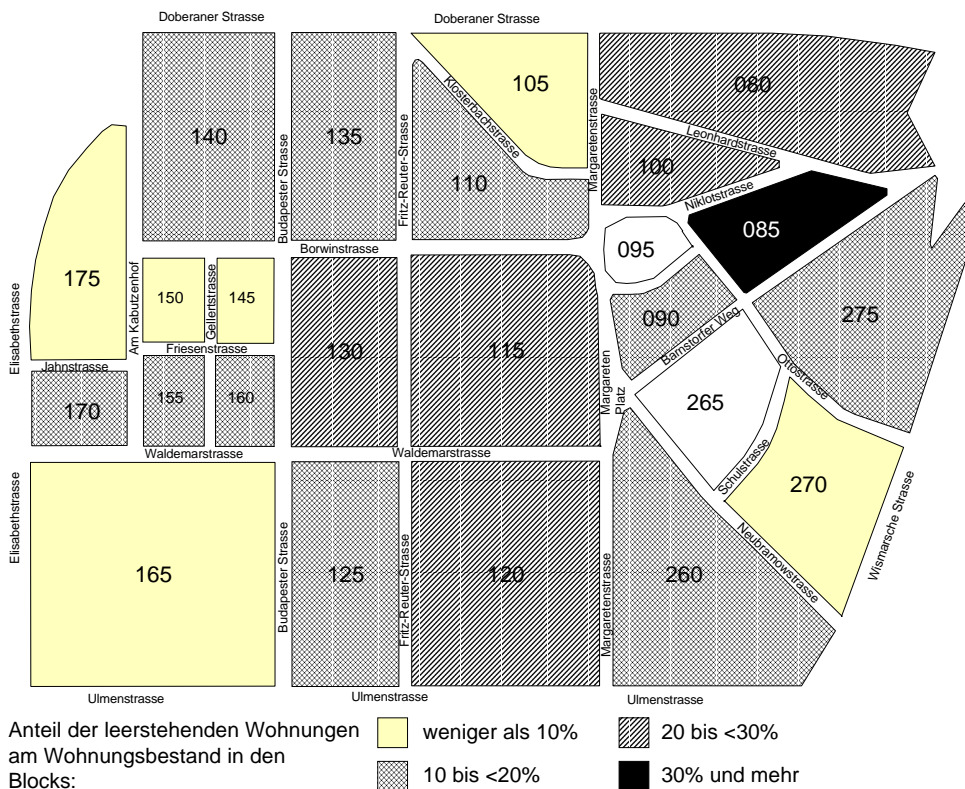 Doberaner Strasse
Doberaner Strasse
140
135
105
080
Klosterbachstrasse
Leonhardstrasse
Budapester Strasse
Fritz-Reuter-Strasse
Margaretenstrasse
110
100
Niklotstrasse
085
095
Borwinstrasse
175
150
145
Am Kabutzenhof
Gellertstrasse
Elisabethstrasse
275
090
Barnstorfer Weg
130
115
Friesenstrasse
Jahnstrasse
Margareten
Platz
Ottostrasse
170
155
160
265
Waldemarstrasse
Waldemarstrasse
Schulstrasse
270
Elisabethstrasse
Wismarsche Strasse
Neubramowstrasse
165
Budapester Strasse
125
Fritz-Reuter-Strasse
120
Margaretenstrasse
260
Ulmenstrasse
Ulmenstrasse
Ulmenstrasse
Anteil der leerstehenden Wohnungen
am Wohnungsbestand in den
Blocks:
weniger als 10%
20 bis <30%
10 bis <20%
30% und mehr